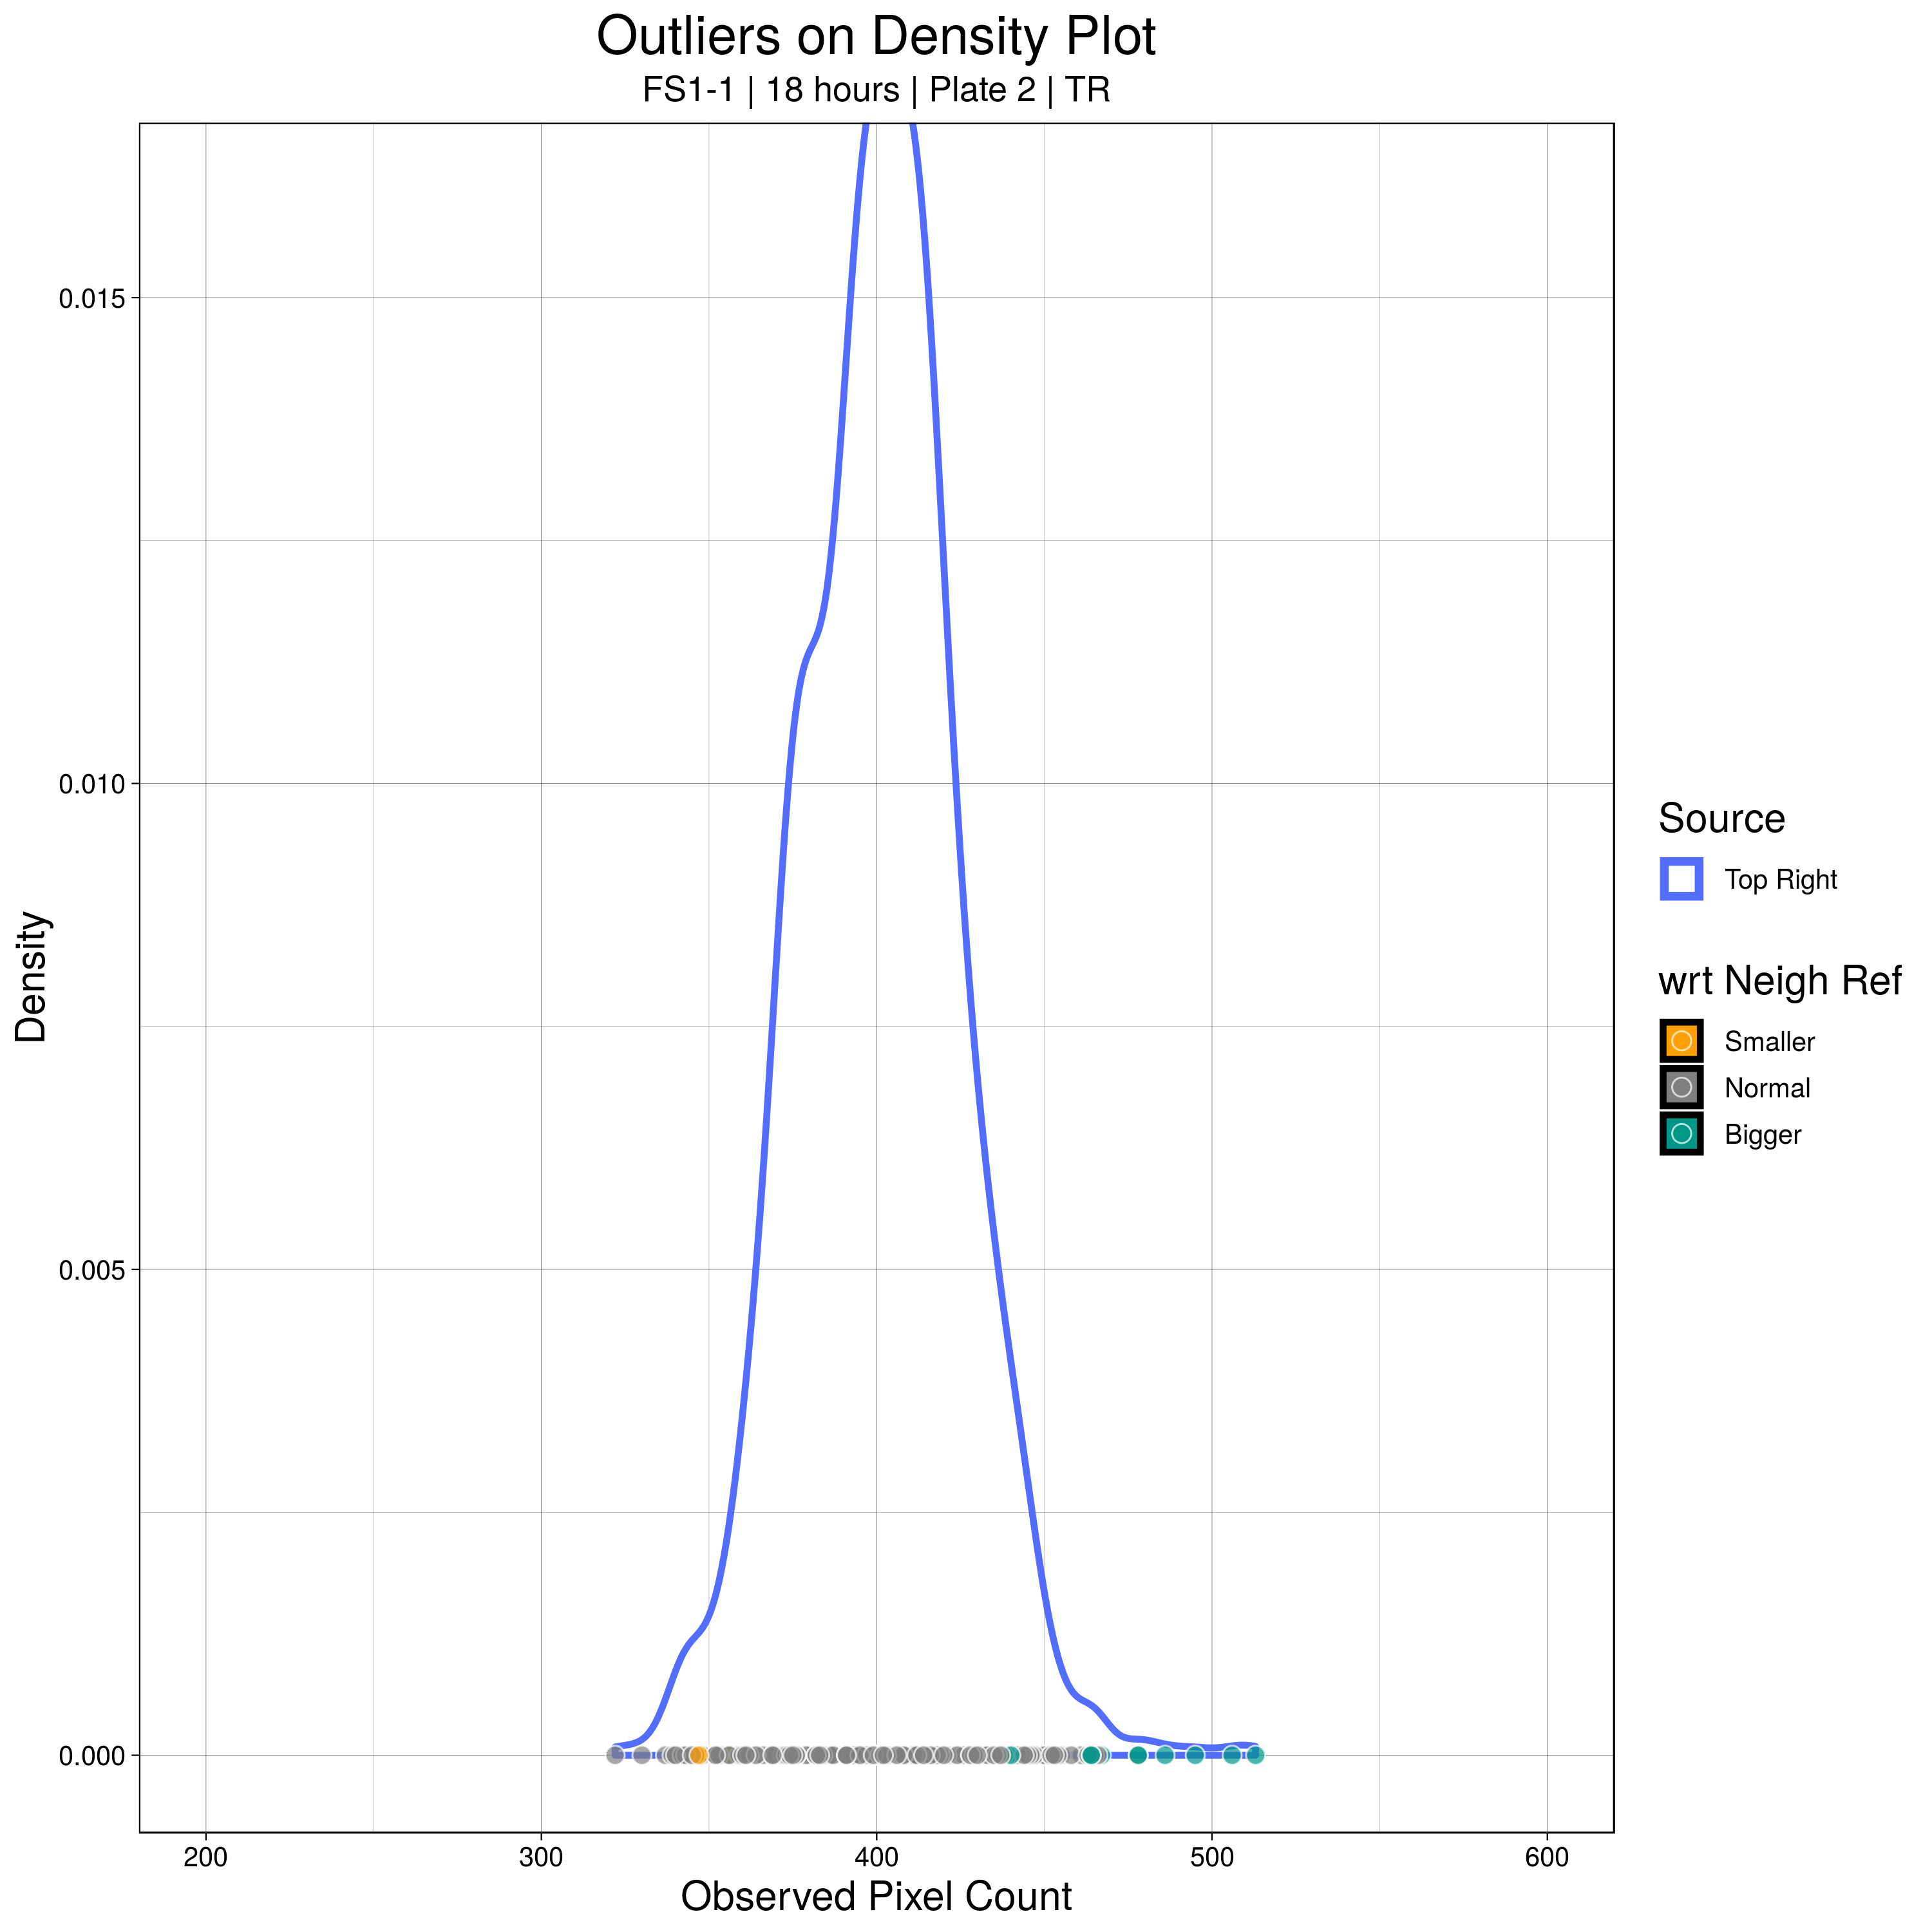 Outliers on Density Plot
FS1-1 | 18 hours | Plate 2 | TR
0.015
0.010
0.005
0.000
Density
200 300 400 500 600
Observed Pixel Count
Source
Top Right
wrt Neigh Ref
Smaller
Normal
Bigger